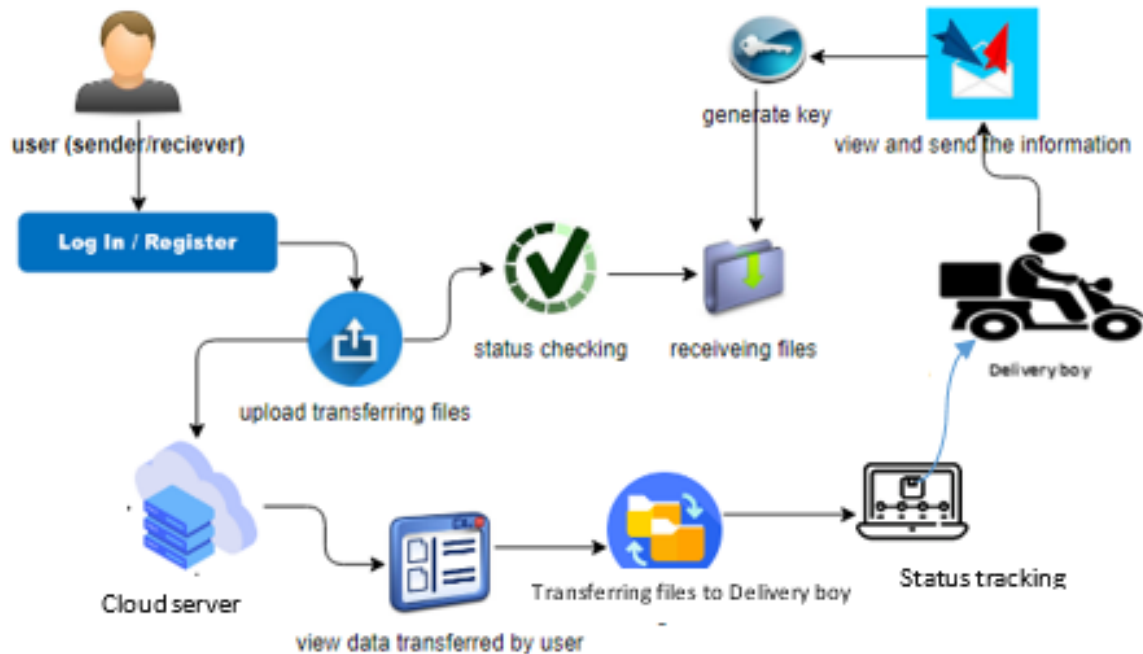 generate key
view and send the information
user (sender/reciever)
Log In / Register
status checking
receiveing files
Delivery boy
upload transferring files
Cloud server
Transferring files to Delivery boy
Status tracking
view data transferred by user